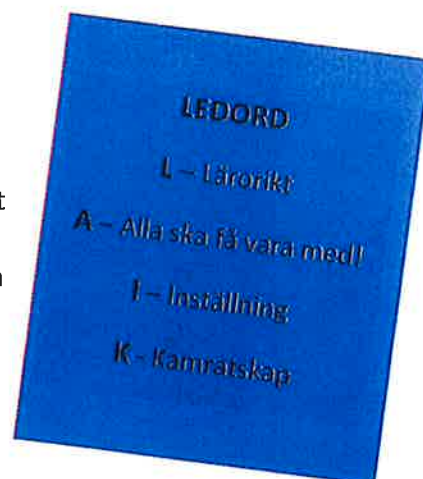 LEDORD
L – Lärorikt
A – Alla ska få vara med!
I – Inställning
K - Kamratskap